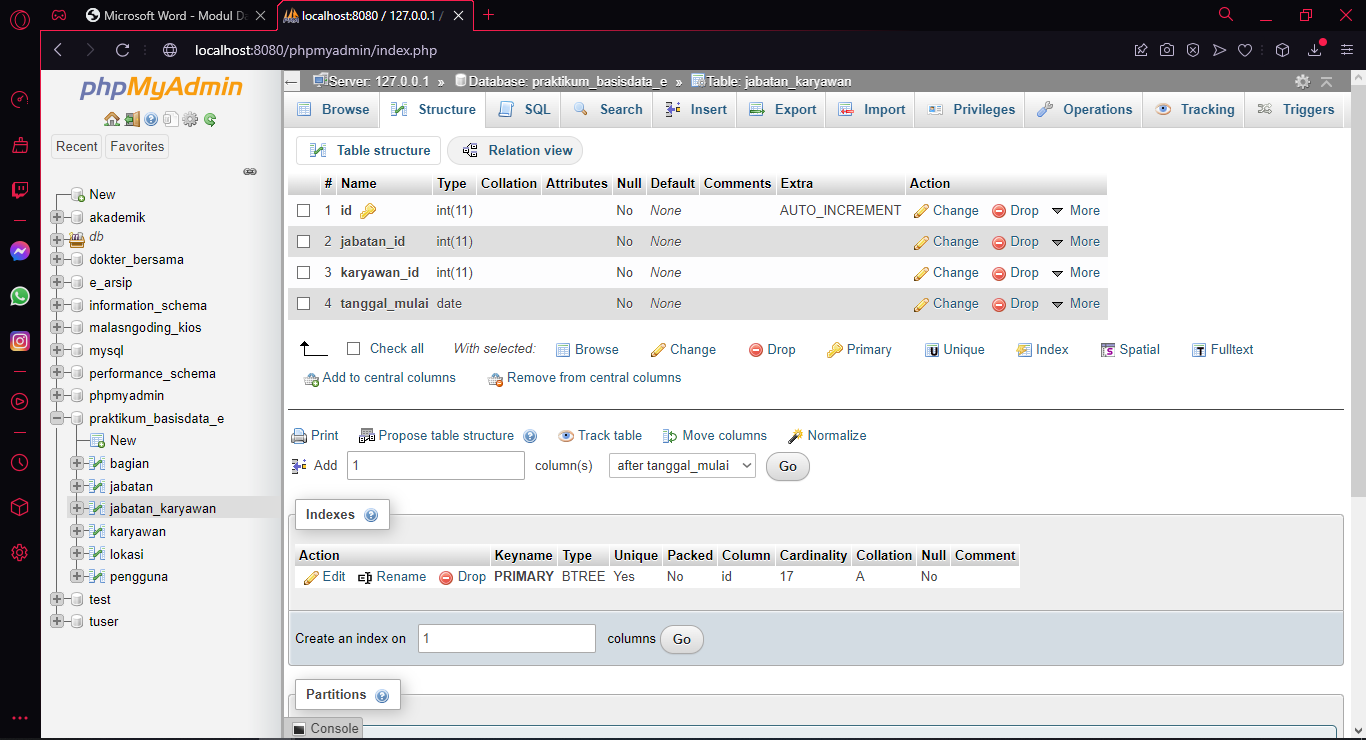 Microsoft Word - Modul Da
localhost:8080 / 127.0.0.1 /
localhost:8080/phpmyadmin/index.php
phpMyAdmin
Recent Favorites
New
akademik
db
dokter_bersama
e_arsip
information_schema
malasngoding_kios
mysql
performance_schema
phpmyadmin
praktikum_basisdata_e
New
bagian
jabatan
jabatan_karyawan
karyawan
lokasi
pengguna
test
tuser
Server: 127.0.0.1 » Database: praktikum_basisdata_e » Table: jabatan_karyawan
Browse Structure SQL Search Insert Export Import Privileges Operations Tracking Triggers
Table structure Relation view
# Name Type Collation Attributes Null Default Comments Extra Action
1 id int(11) No None AUTO_INCREMENT Change Drop More
2 jabatan_id int(11) No None Change Drop More
3 karyawan_id int(11) No None Change Drop More
4 tanggal_mulai date No None Change Drop More
Check all With selected: Browse Change Drop Primary Unique Index Spatial Fulltext
Add to central columns Remove from central columns
Print Propose table structure Track table Move columns Normalize
Add 1 column(s) after tanggal_mulai Go
Indexes
Action Keyname Type Unique Packed Column Cardinality Collation Null Comment
Edit Rename Drop PRIMARY BTREE Yes No id 17 A No
Create an index on 1 columns Go
Partitions
Console